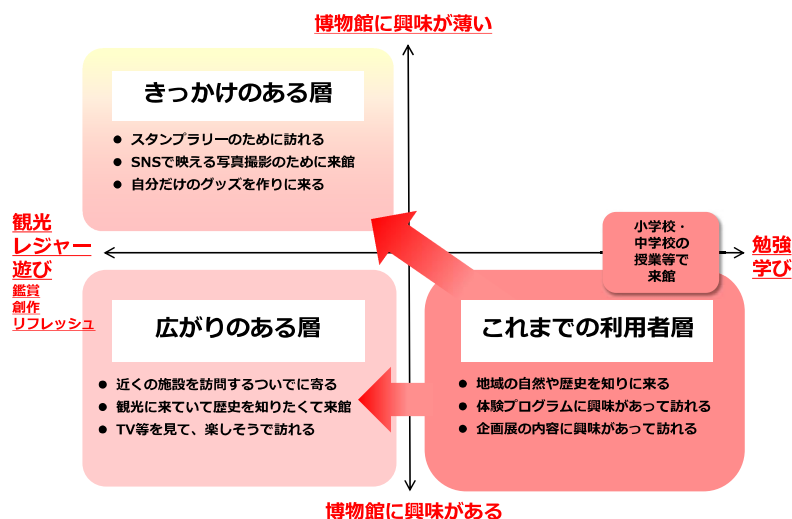 博物館に興味が薄い
きっかけのある層
● スタンプラリーのために訪れる
● SNSで映える写真撮影のために来館
● 自分だけのグッズを作りに来る
観光
レジャー
遊び
鑑賞
創作
リフレッシュ
小学校・
中学校の
授業等で
来館
勉強
学び
広がりのある層
● 近くの施設を訪問するついでに寄る
● 観光に来ていて歴史を知りたくて来館
● TV等を見て、楽しそうで訪れる
これまでの利用者層
● 地域の自然や歴史を知りに来る
● 体験プログラムに興味があって訪れる
● 企画展の内容に興味があって訪れる
博物館に興味がある